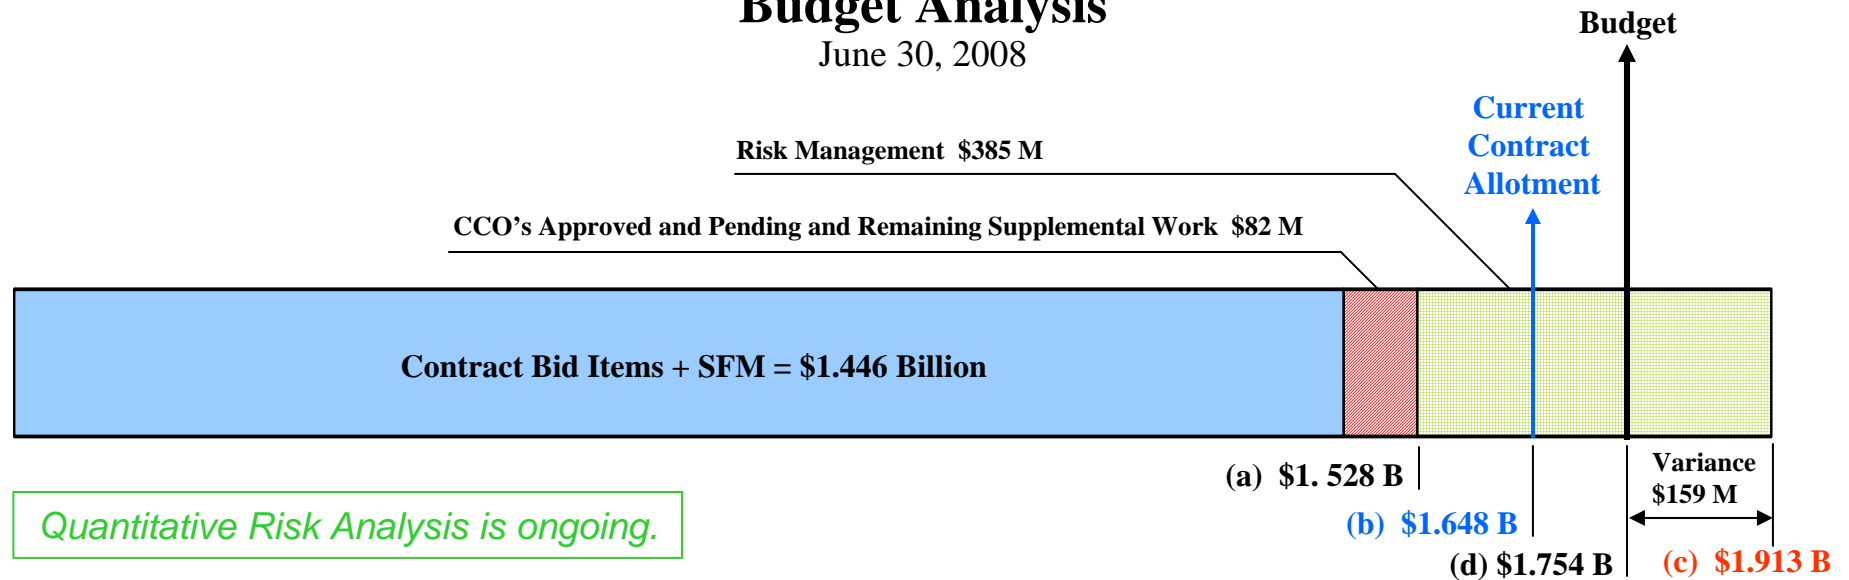 Budget Analysis
June 30, 2008
Budget
Current
Contract
Allotment
Risk Management $385 M
CCO’s Approved and Pending and Remaining Supplemental Work $82 M
Contract Bid Items + SFM = $1.446 Billion
Variance
$159 M
(a) $1. 528 B
(b) $1.648 B
(d) $1.754 B
(c) $1.913 B
Quantitative Risk Analysis is ongoing.